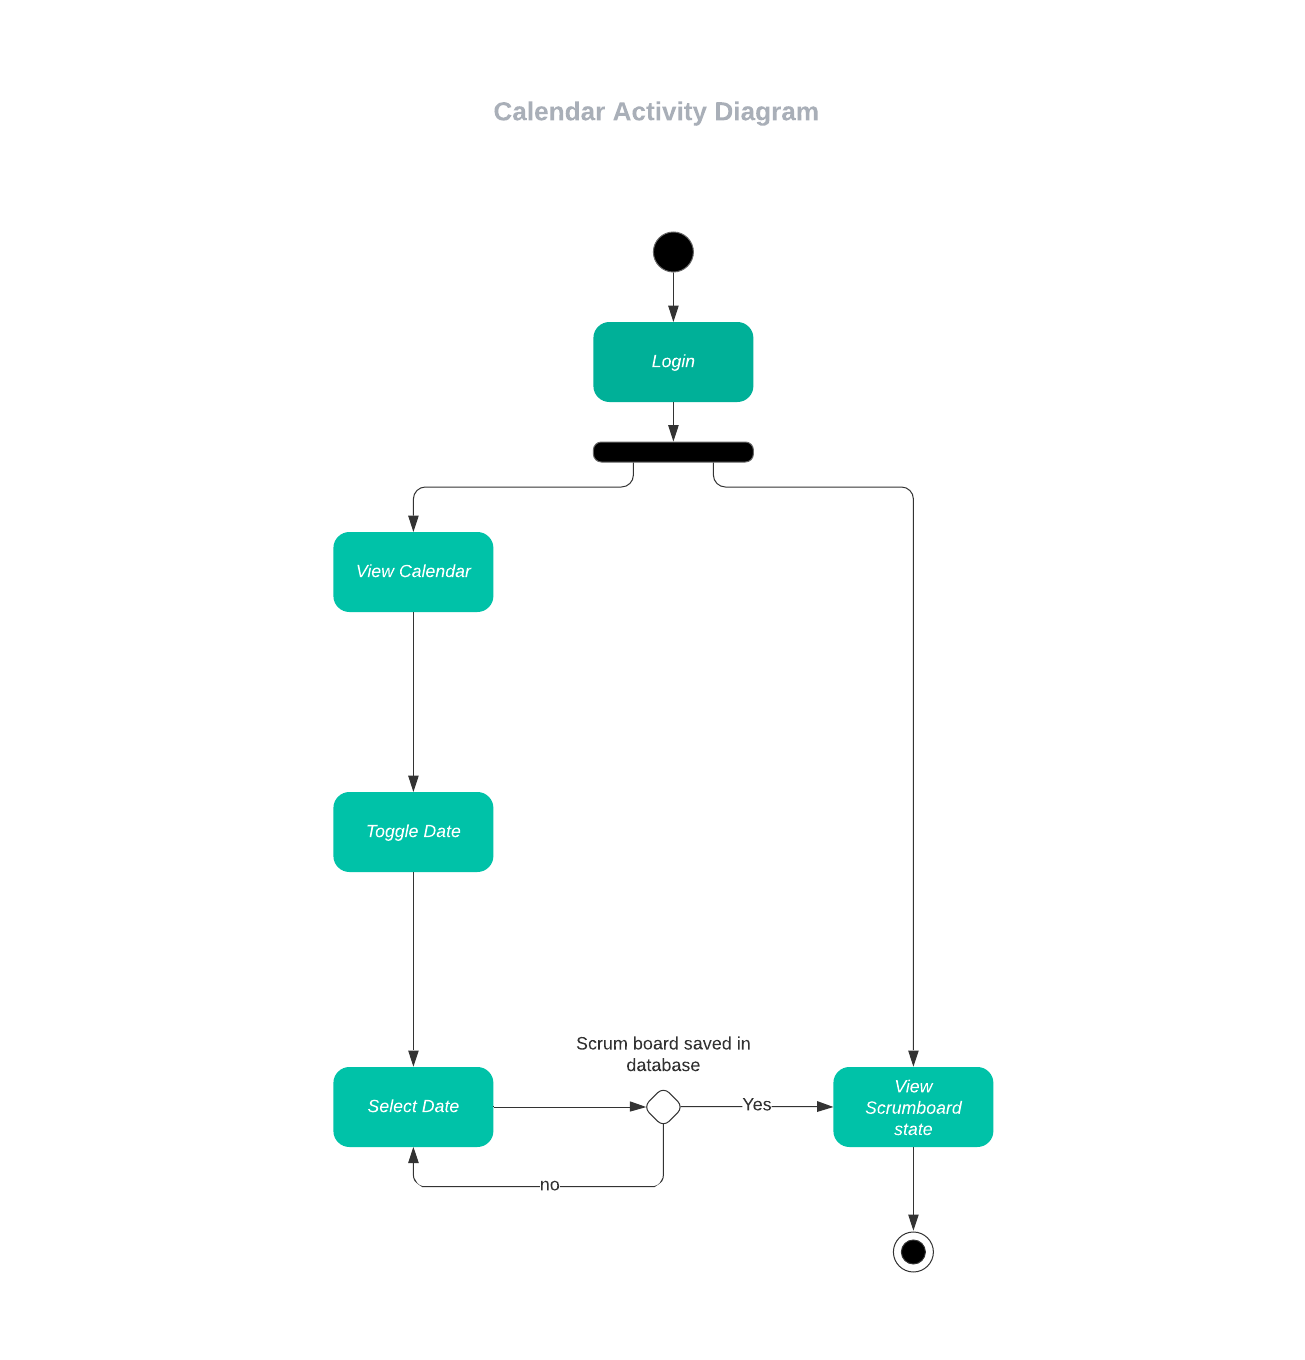 Calendar Activity Diagram
Login
View Calendar
Toggle Date
Scrum board saved in
database
Select Date
Yes
View
Scrumboard
state
no